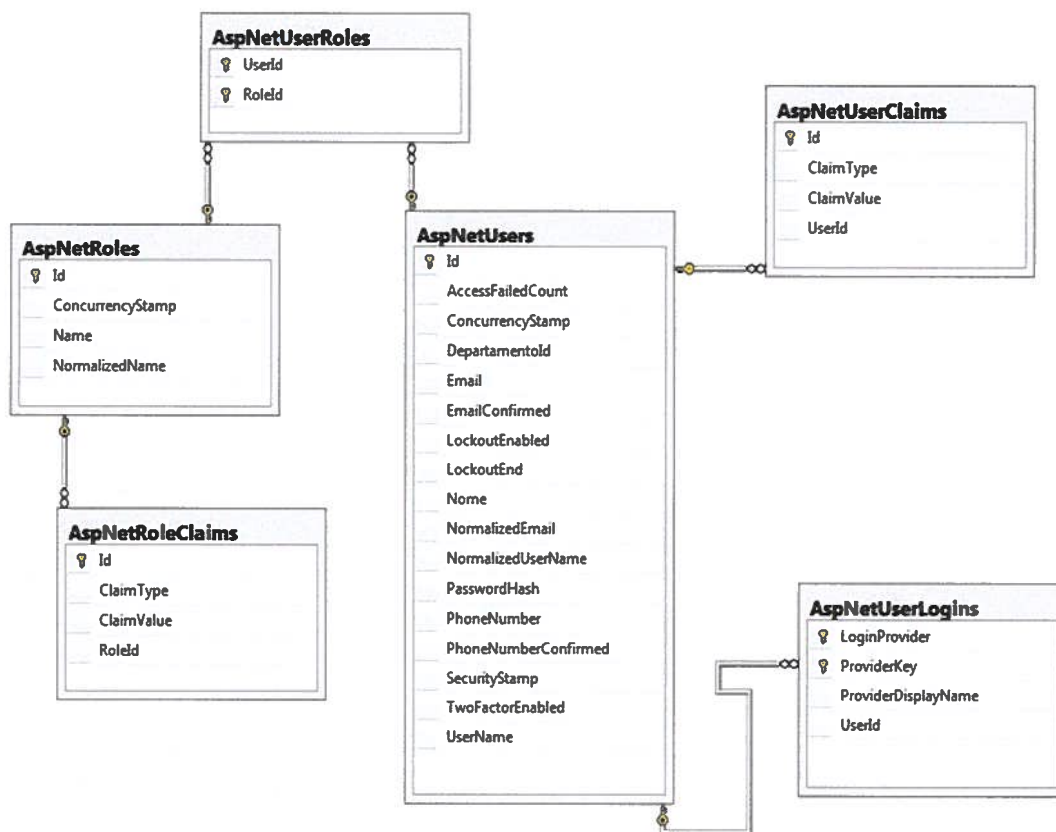 AspNetUserRoles
UserId
RoleId
AspNetUserClaims
Id
ClaimType
ClaimValue
UserId
AspNetRoles
Id
ConcurrencyStamp
Name
NormalizedName
AspNetUsers
Id
AccessFailedCount
ConcurrencyStamp
DepartamentoId
Email
EmailConfirmed
LockoutEnabled
LockoutEnd
Nome
NormalizedEmail
NormalizedUserName
PasswordHash
PhoneNumber
PhoneNumberConfirmed
SecurityStamp
TwoFactorEnabled
UserName
AspNetRoleClaims
Id
ClaimType
ClaimValue
RoleId
AspNetUserLogins
LoginProvider
ProviderKey
ProviderDisplayName
UserId